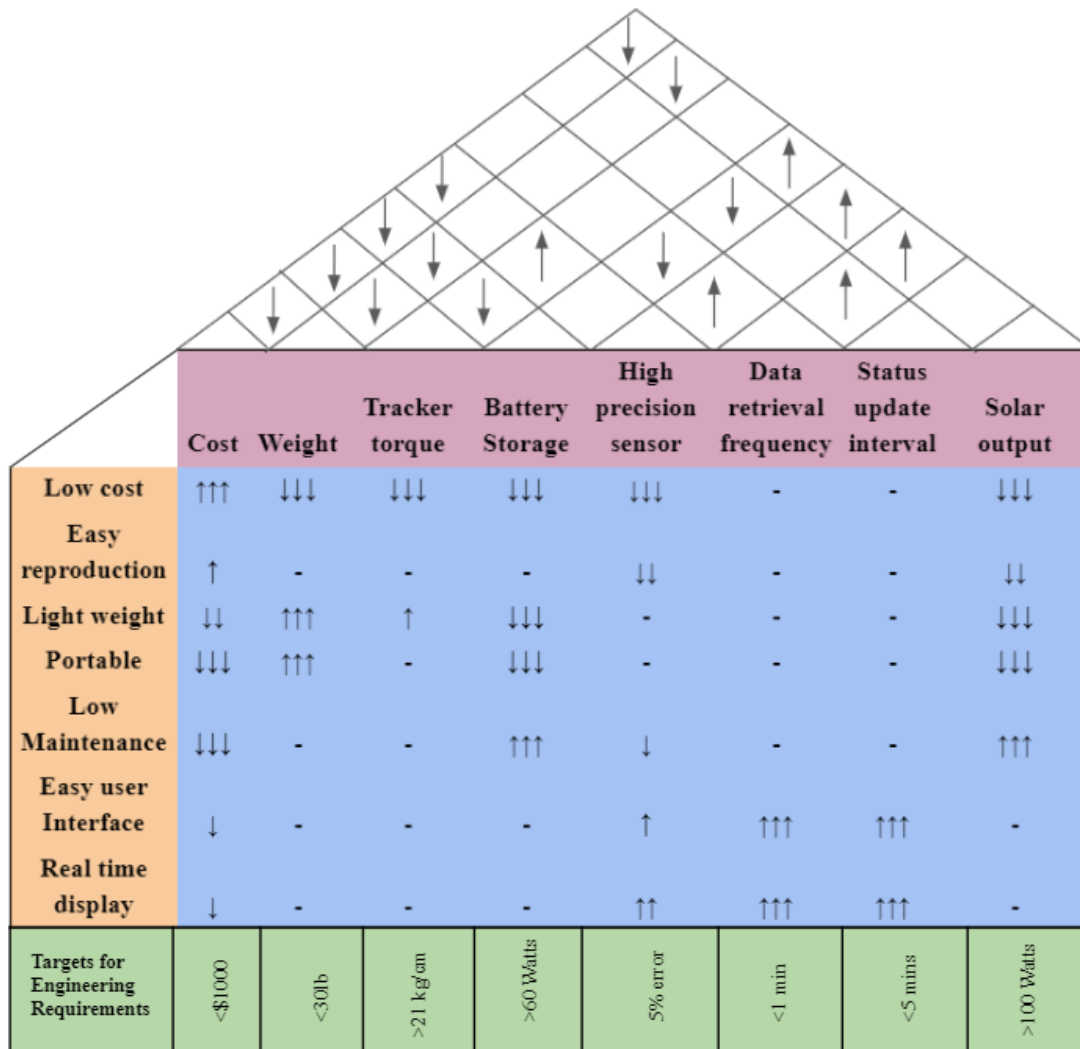 High Data Status
Tracker Battery precision retrieval update Solar
Cost Weight torque Storage sensor frequency interval output
Low cost ↑↑↑ ↓↓↓ ↓↓↓ ↓↓↓ ↓↓↓ - - ↓↓↓
Easy
reproduction ↑ - - - ↓↓ - - ↓↓
Light weight ↓↓ ↑↑↑ ↑ ↓↓↓ - - - ↓↓↓
Portable ↓↓↓ ↑↑↑ - ↓↓↓ - - - ↓↓↓
Low
Maintenance ↓↓↓ - - ↑↑↑ ↓ - - ↑↑↑
Easy user
Interface ↓ - - - ↑ ↑↑↑ ↑↑↑ -
Real time
display ↓ - - - ↑↑ ↑↑↑ ↑↑↑ -
Targets for
Engineering
Requirements
<$1000
<30lb
>21 kg/cm
>60 Watts
5% error
<1 min
<5 mins
>100 Watts